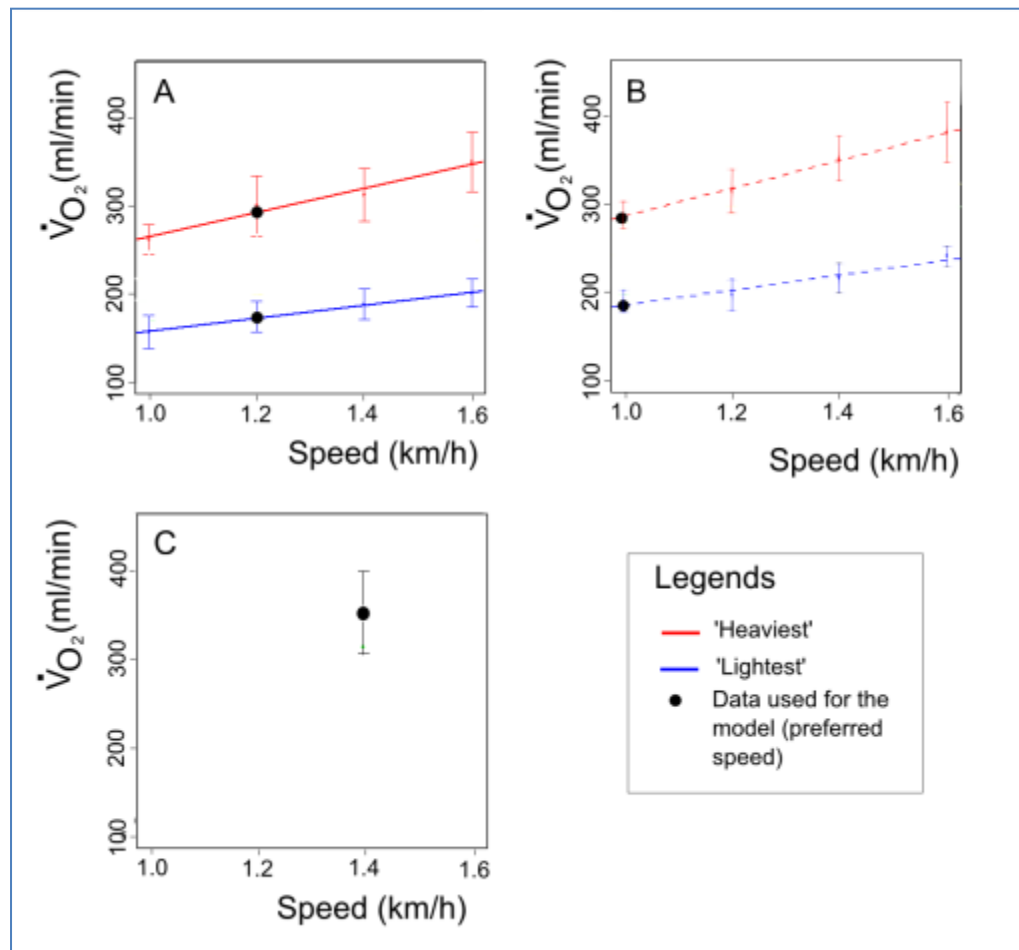 A
V̇O₂(ml/min)
400
300
200
100
1.0 1.2 1.4 1.6
Speed (km/h)
B
V̇O₂(ml/min)
400
300
200
100
1.0 1.2 1.4 1.6
Speed (km/h)
C
V̇O₂(ml/min)
400
300
200
100
1.0 1.2 1.4 1.6
Speed (km/h)
Legends
'Heaviest'
'Lightest'
Data used for the
model (preferred
speed)